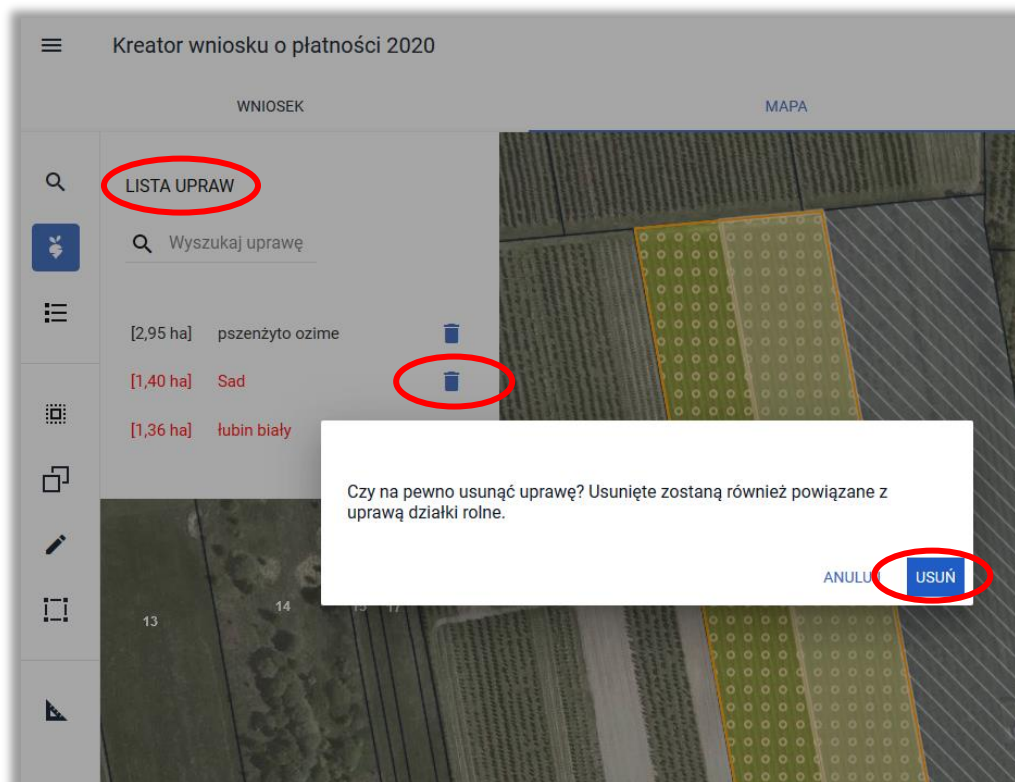 Kreator wniosku o płatności 2020
WNIOSEK
MAPA
LISTA UPRAW
Wyszukaj uprawę
[2,95 ha] pszenżyto ozime
[1,40 ha] Sad
[1,36 ha] łubin biały
Czy na pewno usunąć uprawę? Usunięte zostaną również powiązane z
uprawą działki rolne.
ANULUJ USUŃ
13 14 15 17